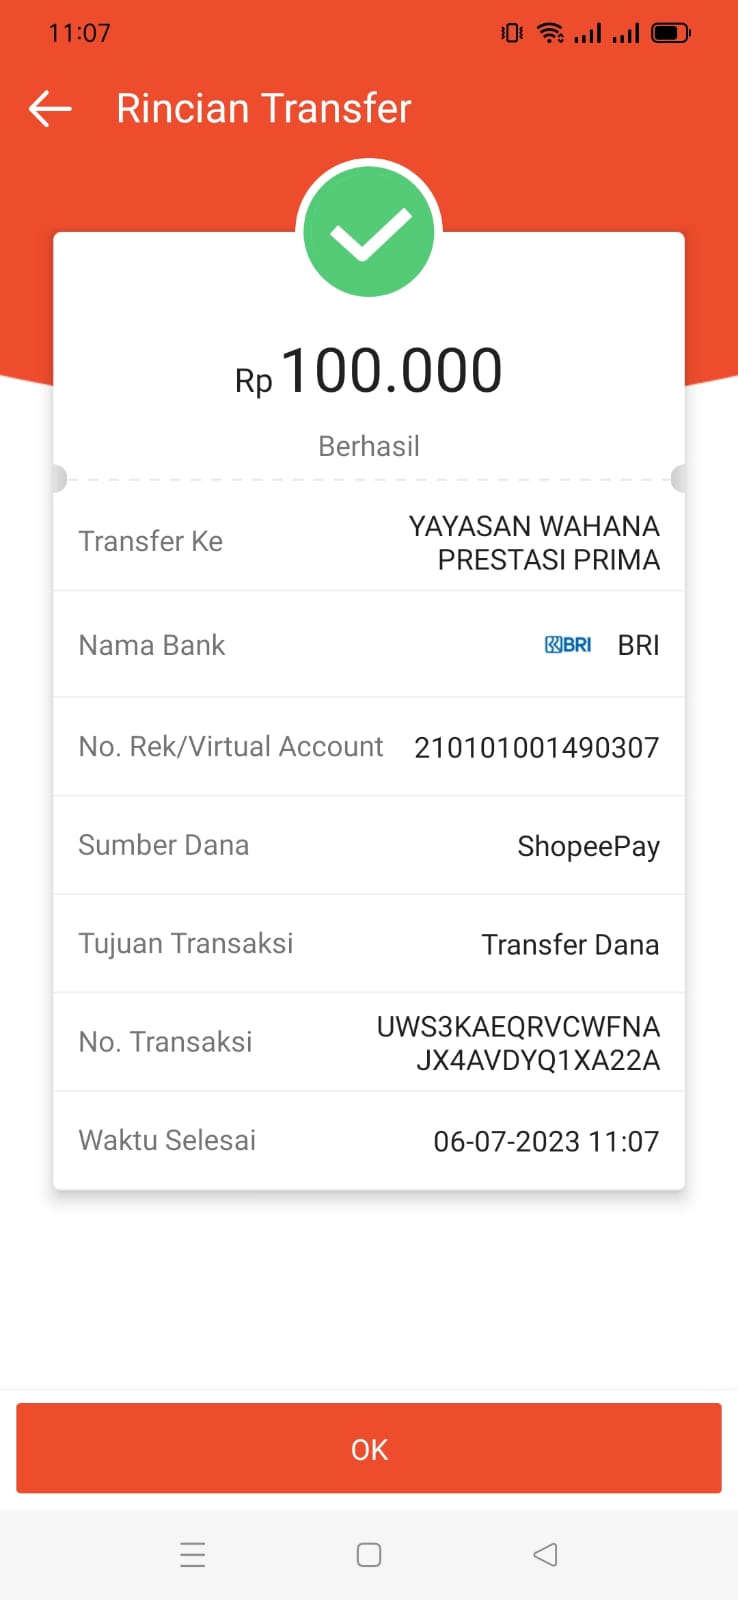 11:07
Rincian Transfer
Rp 100.000
Berhasil
Transfer Ke
YAYASAN WAHANA
PRESTASI PRIMA
Nama Bank
BRI BRI
No. Rek/Virtual Account 210101001490307
Sumber Dana ShopeePay
Tujuan Transaksi Transfer Dana
No. Transaksi
UWS3KAEQRVCWFNA
JX4AVDYQ1XA22A
Waktu Selesai 06-07-2023 11:07
OK